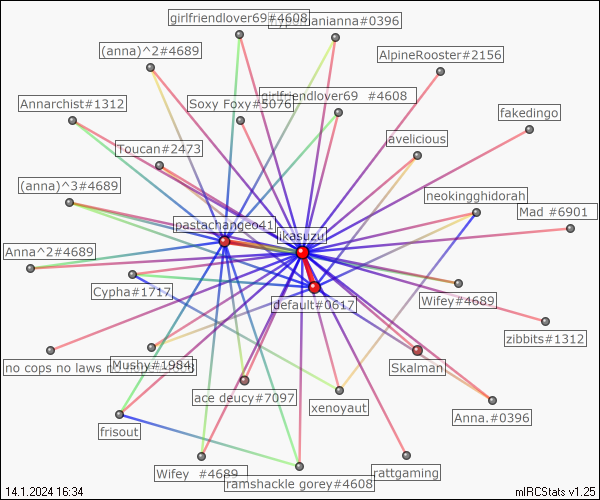 girlfriendlover69#4608
anianna#0396
(anna)^2#4689
AlpineRooster#2156
girlfriendlover69 #4608
Annarchist#1312
Soxy Foxy#5076
fakedingo
Toucan#2473
avelicious
(anna)^3#4689
neokingghidorah
Mad #6901
pastachangeo41
ikasuzu
Anna^2#4689
Cypha#1717
default#0617
Wifey#4689
zibbits#1312
no cops no laws
Mushy#1984
Skalman
ace deucy#7097
xenoyaut
Anna.#0396
frisout
Wifey #4689
ramshackle gorey#4608
rattgaming
14.1.2024 16:34
mIRCStats v1.25